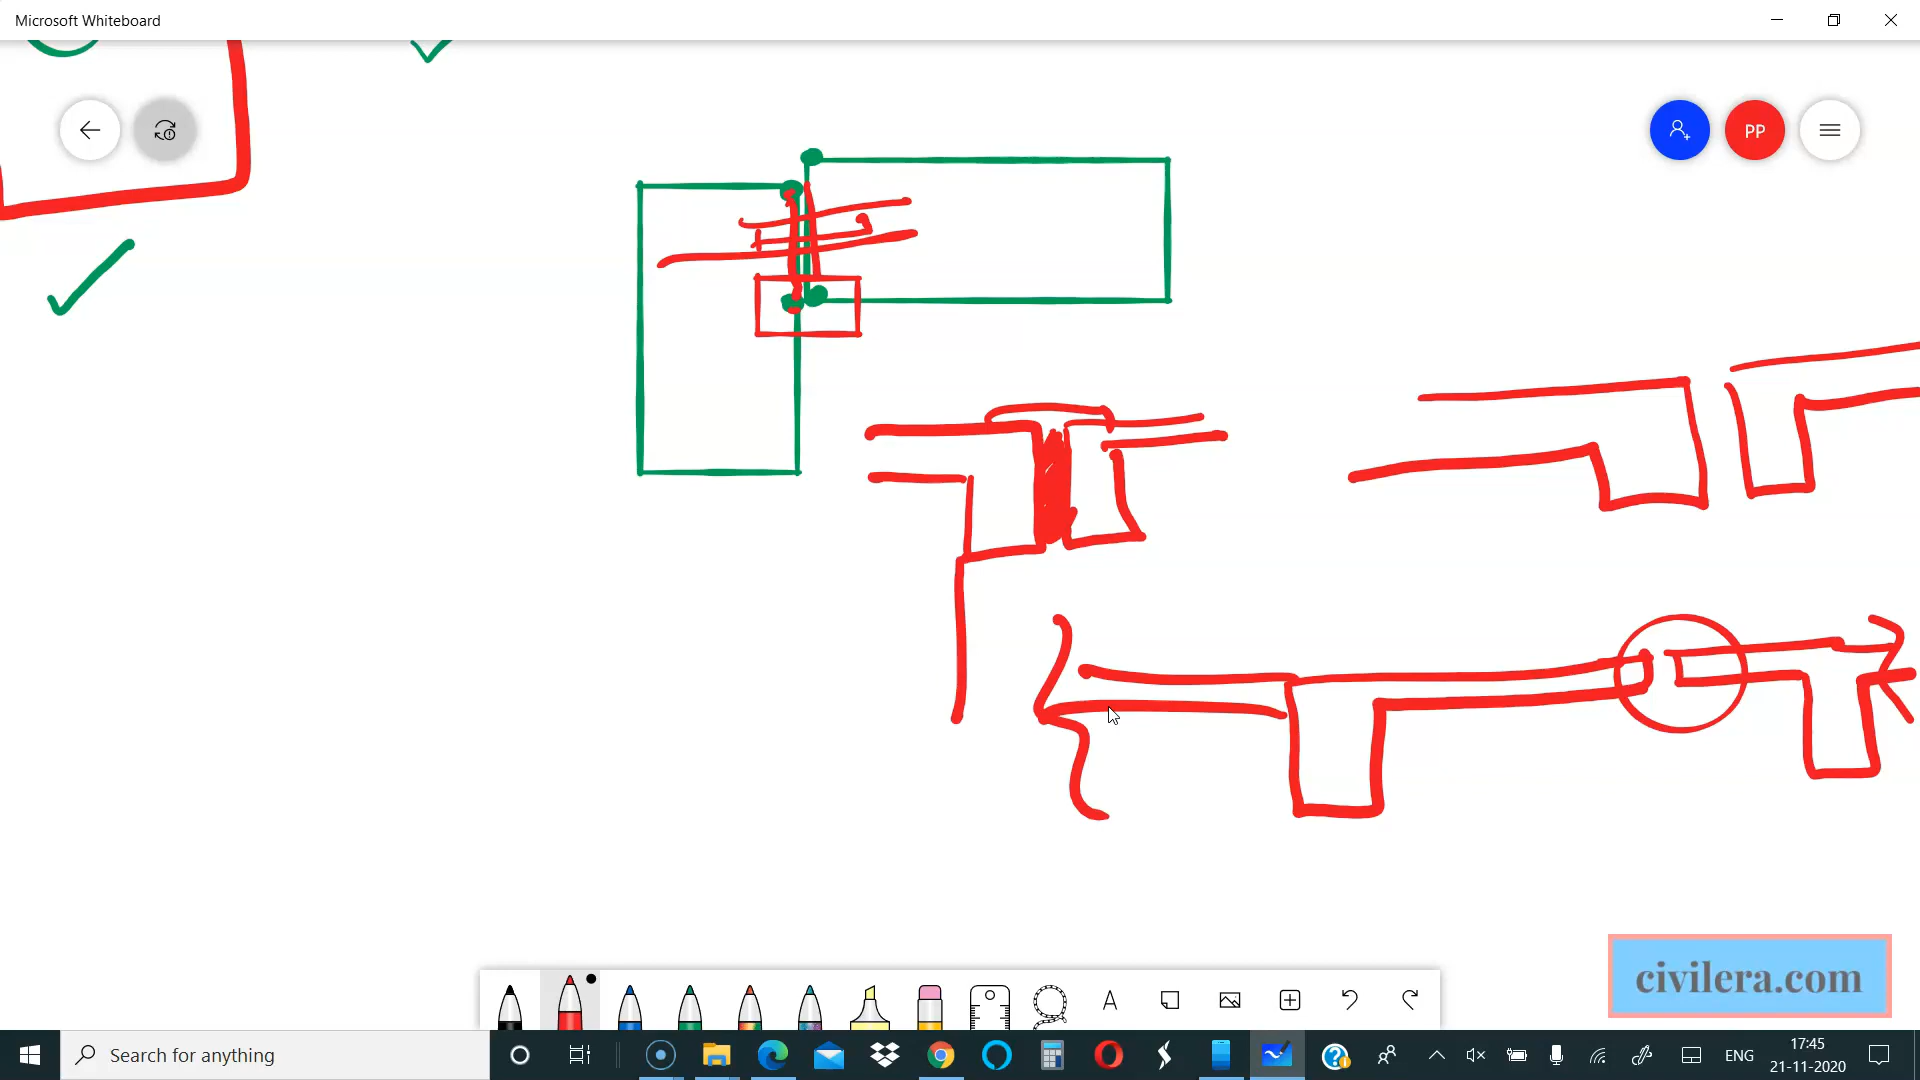 Microsoft Whiteboard
PP
A
civilera.com
Search for anything
ENG
17:45
21-11-2020